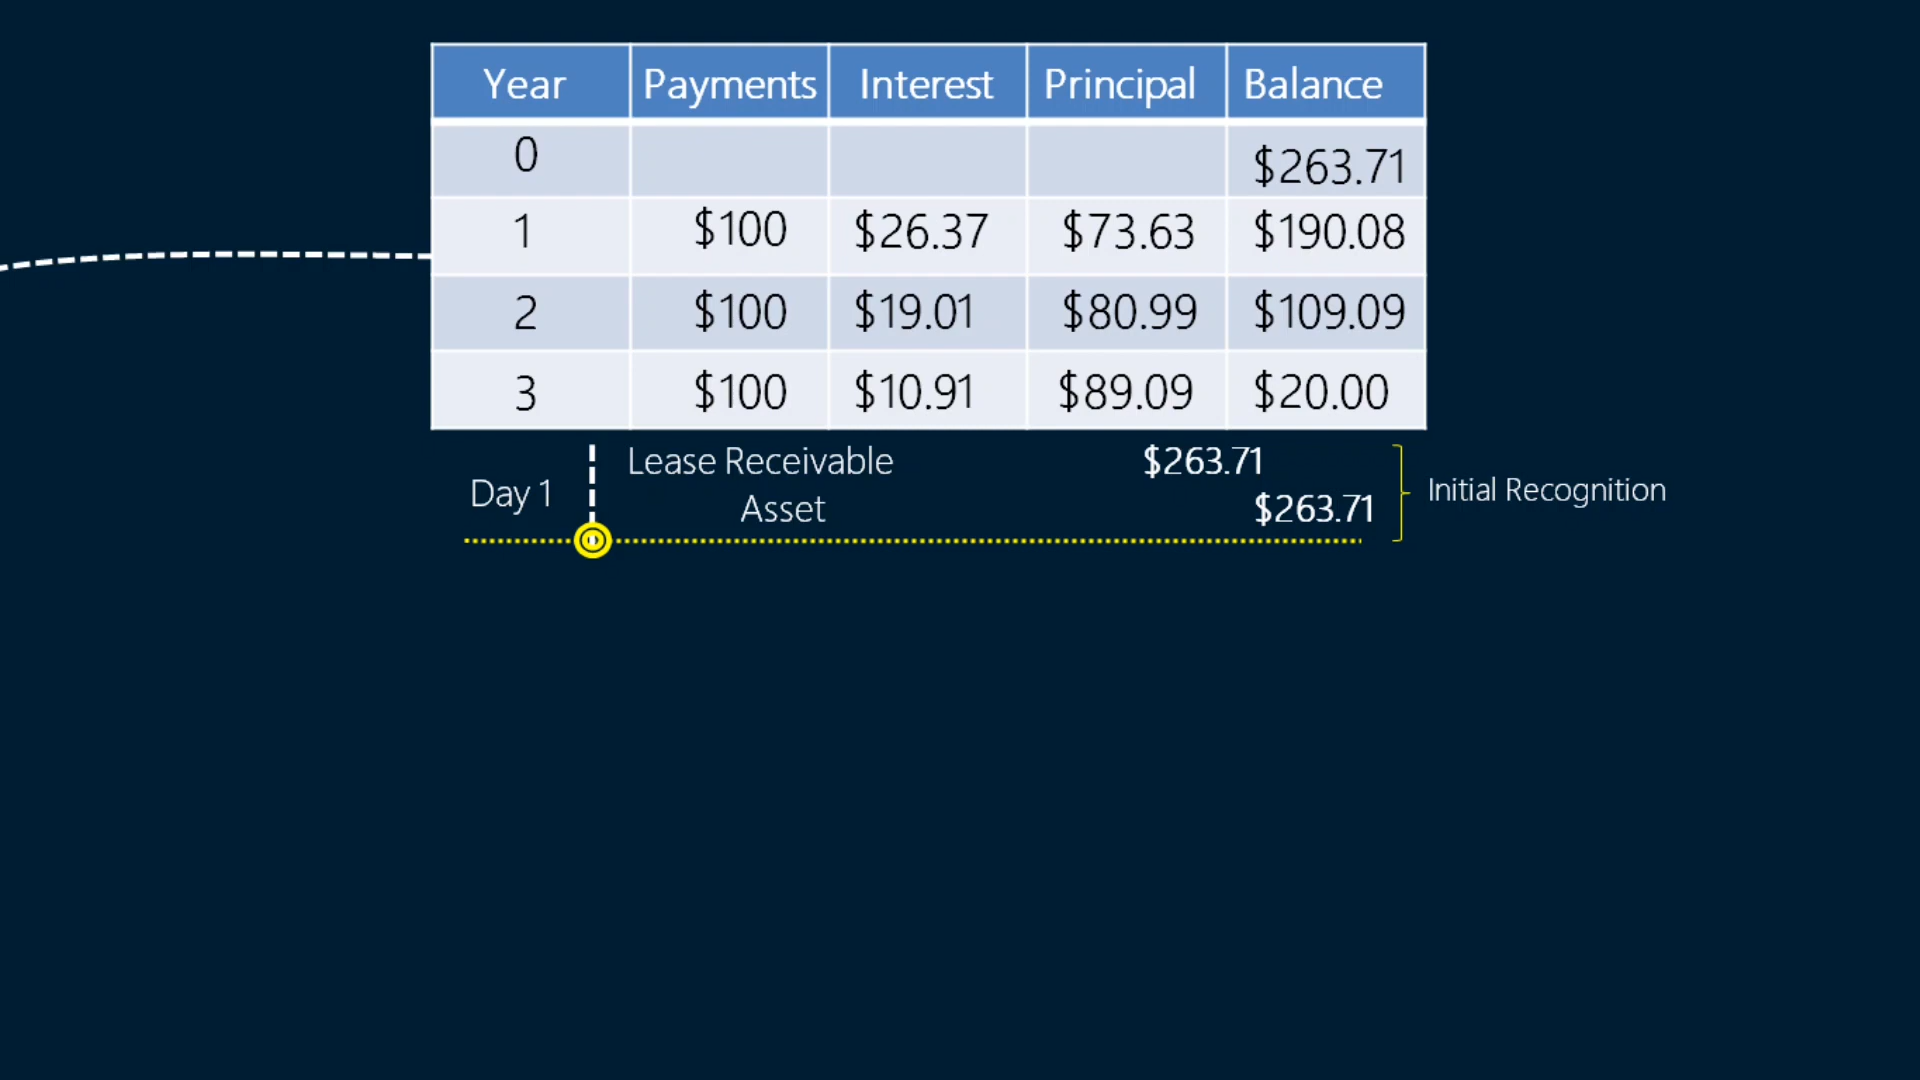 Year Payments Interest Principal Balance
0 $263.71
1 $100 $26.37 $73.63 $190.08
2 $100 $19.01 $80.99 $109.09
3 $100 $10.91 $89.09 $20.00
Day 1
Lease Receivable $263.71
Asset $263.71
Initial Recognition